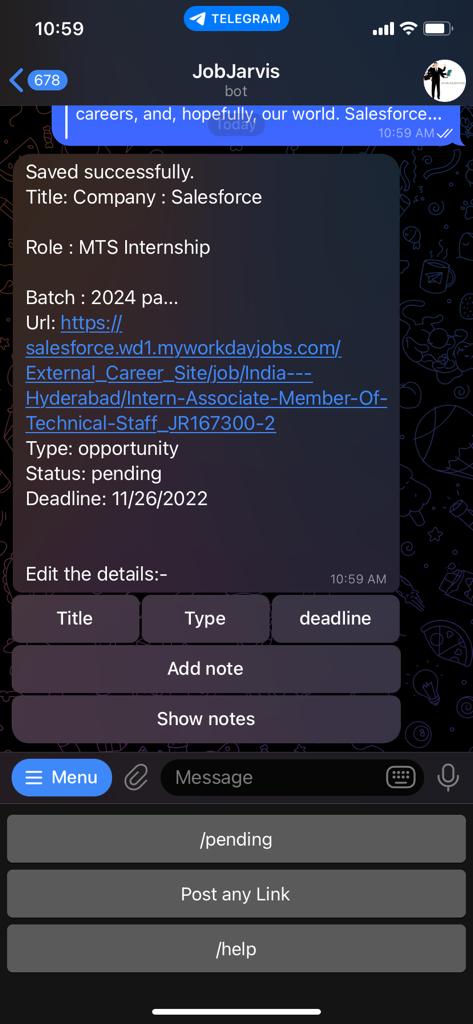 10:59
TELEGRAM
678
JobJarvis
bot
careers, and, hopefully, our world. Salesforce...
Today
10:59 AM
Saved successfully.
Title: Company : Salesforce
Role : MTS Internship
Batch : 2024 pa...
Url: https://
salesforce.wd1.myworkdayjobs.com/
External_Career_Site/job/India---
Hyderabad/Intern-Associate-Member-Of-
Technical-Staff_JR167300-2
Type: opportunity
Status: pending
Deadline: 11/26/2022
Edit the details:-
10:59 AM
Title
Type
deadline
Add note
Show notes
Menu
Message
/pending
Post any Link
/help